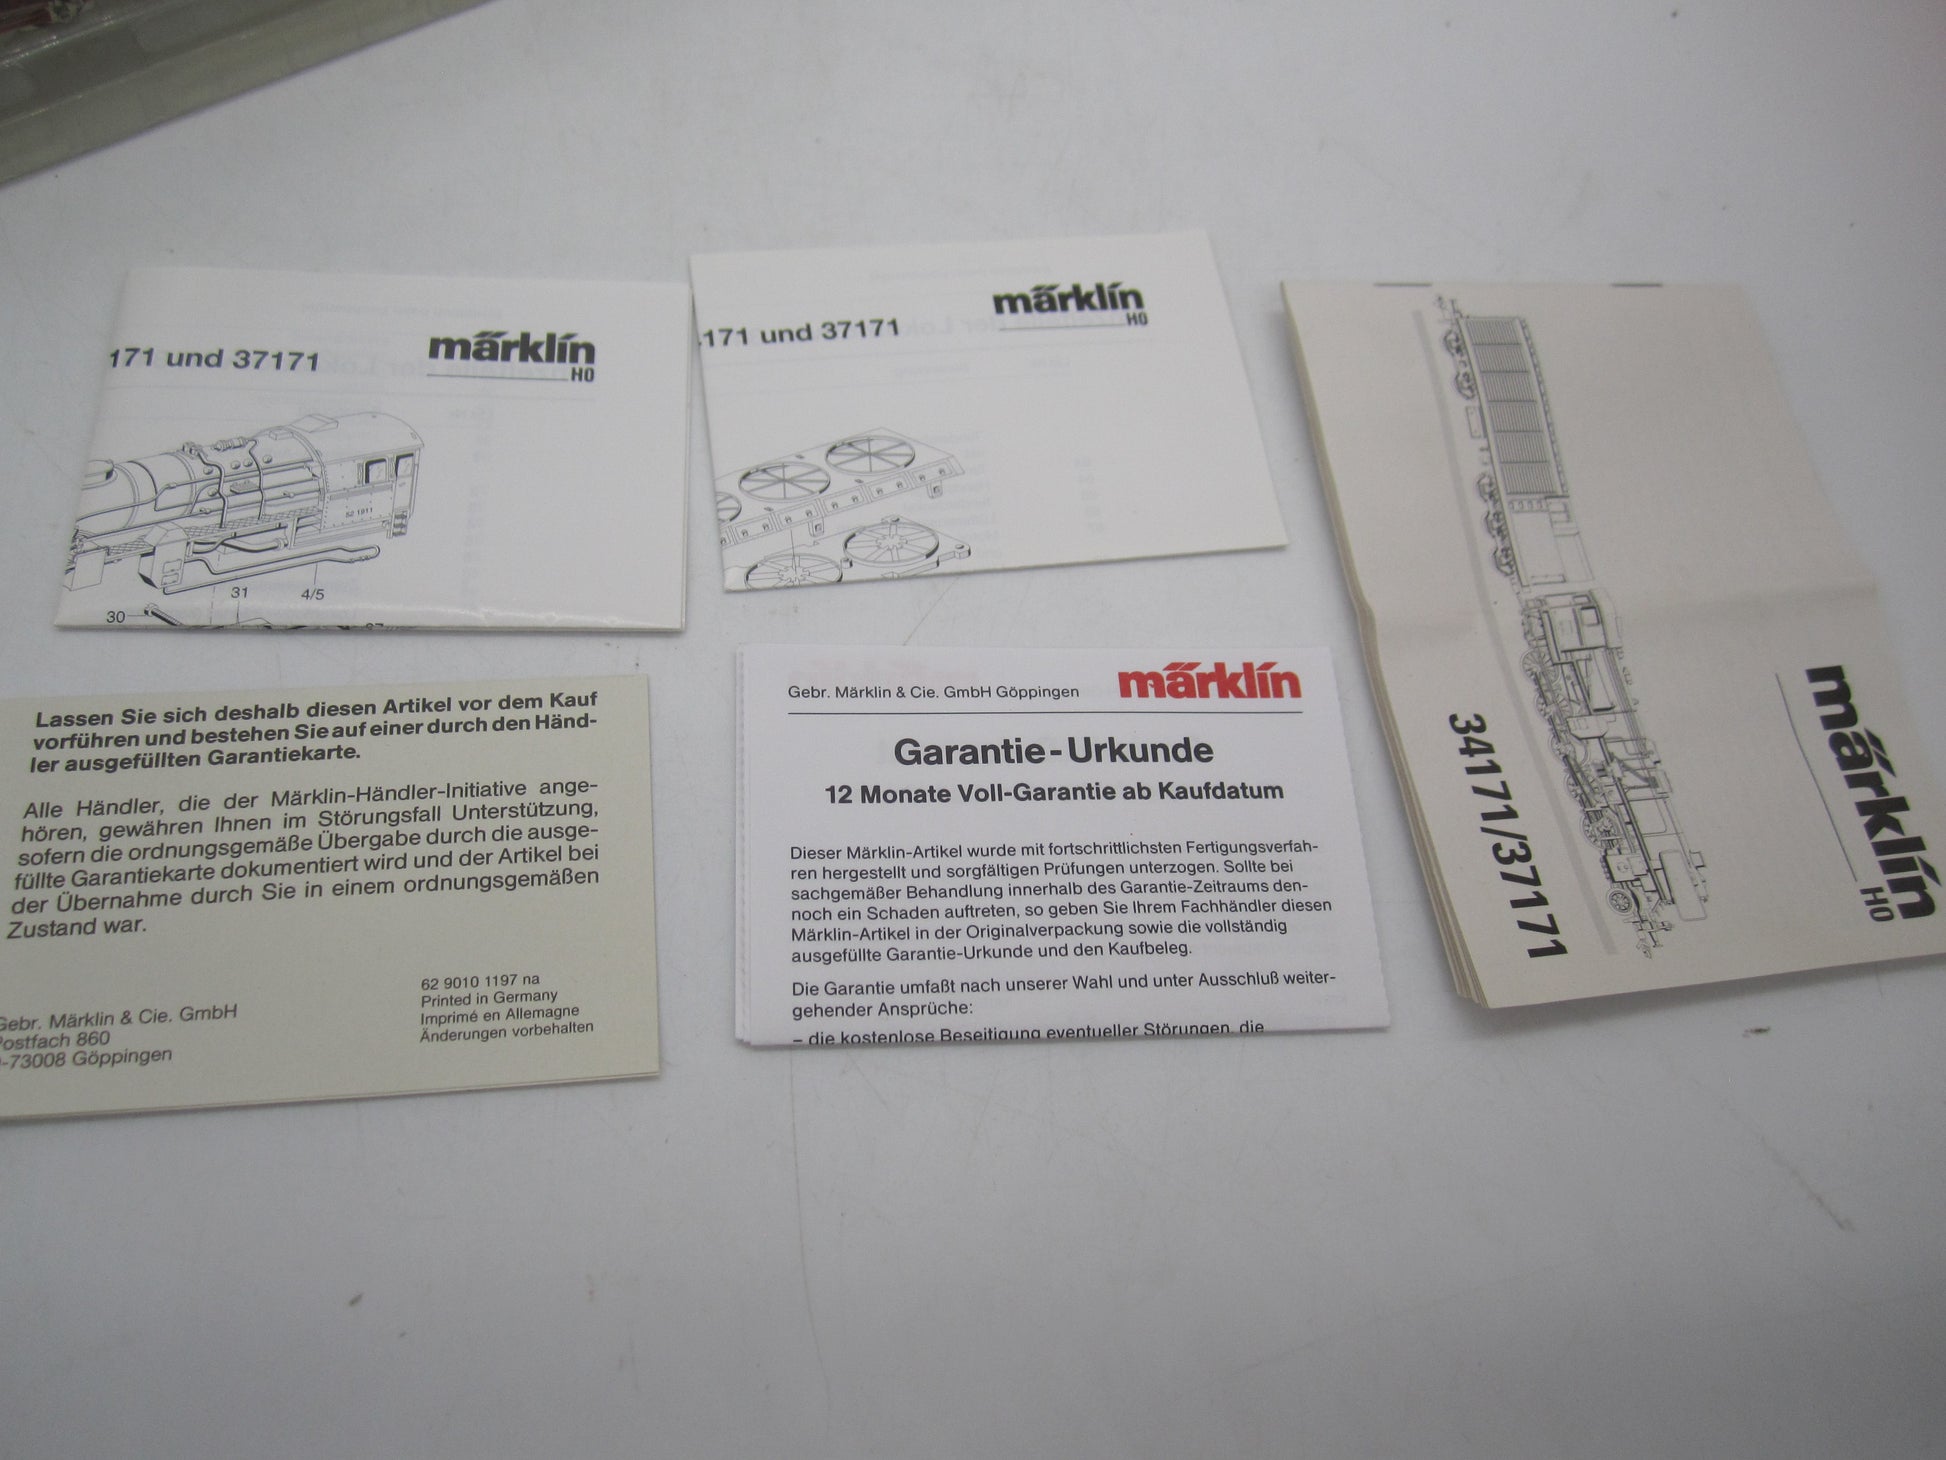 171 und 37171
märklín
H0
52 1911
31
4/5
30
171 und 37171
märklín
H0
märklín
H0
34171/37171
Lassen Sie sich deshalb diesen Artikel vor dem Kauf
vorführen und bestehen Sie auf einer durch den Händ-
ler ausgefüllten Garantiekarte.
Alle Händler, die der Märklin-Händler-Initiative ange-
hören, gewähren Ihnen im Störungsfall Unterstützung,
sofern die ordnungsgemäße Übergabe durch die ausge-
füllte Garantiekarte dokumentiert wird und der Artikel bei
der Übernahme durch Sie in einem ordnungsgemäßen
Zustand war.
Gebr. Märklin & Cie. GmbH
Postfach 860
-73008 Göppingen
62 9010 1197 na
Printed in Germany
Imprimé en Allemagne
Änderungen vorbehalten
Gebr. Märklin & Cie. GmbH Göppingen
märklín
Garantie-Urkunde
12 Monate Voll-Garantie ab Kaufdatum
Dieser Märklin-Artikel wurde mit fortschrittlichsten Fertigungsverfah-
ren hergestellt und sorgfältigen Prüfungen unterzogen. Sollte bei
sachgemäßer Behandlung innerhalb des Garantie-Zeitraums den-
noch ein Schaden auftreten, so geben Sie Ihrem Fachhändler diesen
Märklin-Artikel in der Originalverpackung sowie die vollständig
ausgefüllte Garantie-Urkunde und den Kaufbeleg.
Die Garantie umfaßt nach unserer Wahl und unter Ausschluß weiter-
gehender Ansprüche:
– die kostenlose Beseitigung eventueller Störungen, die